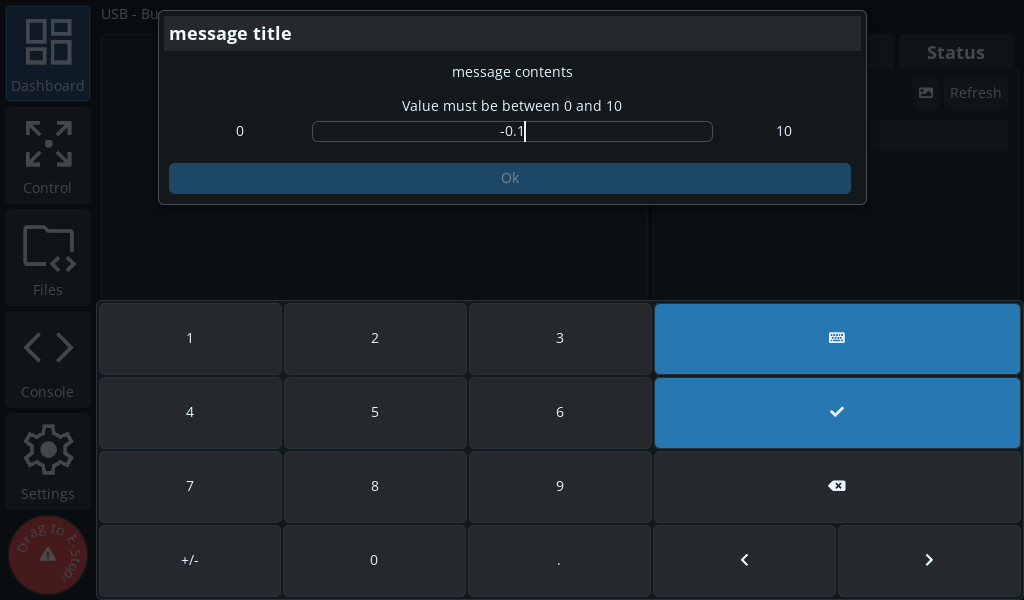 USB - Bu
message title
message contents
Value must be between 0 and 10
0
-0.1
10
Ok
Status
Refresh
Dashboard
Control
Files
Console
Settings
Drag to E-Stop!
1
2
3
4
5
6
7
8
9
+/-
0
.